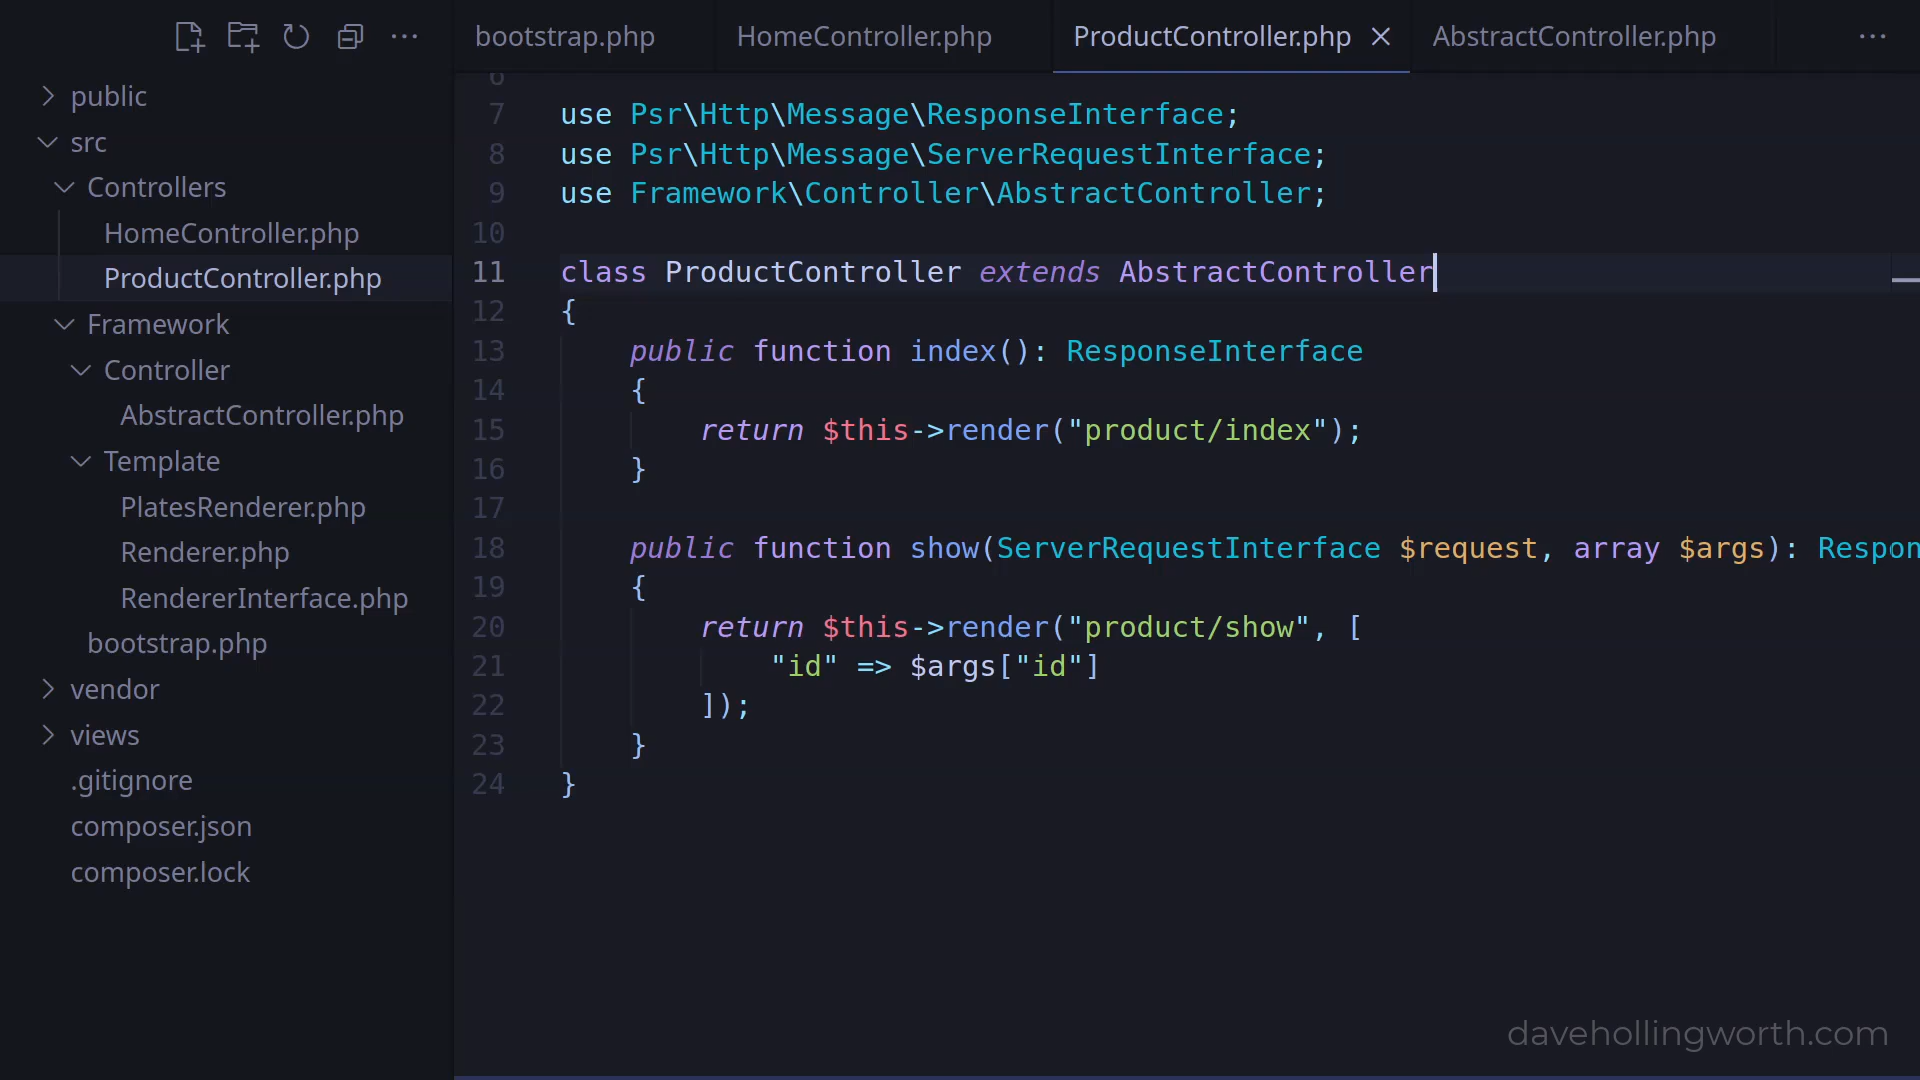 bootstrap.php HomeController.php ProductController.php AbstractController.php
public
src
Controllers
HomeController.php
ProductController.php
Framework
Controller
AbstractController.php
Template
PlatesRenderer.php
Renderer.php
RendererInterface.php
bootstrap.php
vendor
views
.gitignore
composer.json
composer.lock
6
7 use Psr\Http\Message\ResponseInterface;
8 use Psr\Http\Message\ServerRequestInterface;
9 use Framework\Controller\AbstractController;
10
11 class ProductController extends AbstractController
12 {
13     public function index(): ResponseInterface
14     {
15         return $this->render("product/index");
16     }
17
18     public function show(ServerRequestInterface $request, array $args): Respon
19     {
20         return $this->render("product/show", [
21             "id" => $args["id"]
22         ]);
23     }
24 }
davehollingworth.com